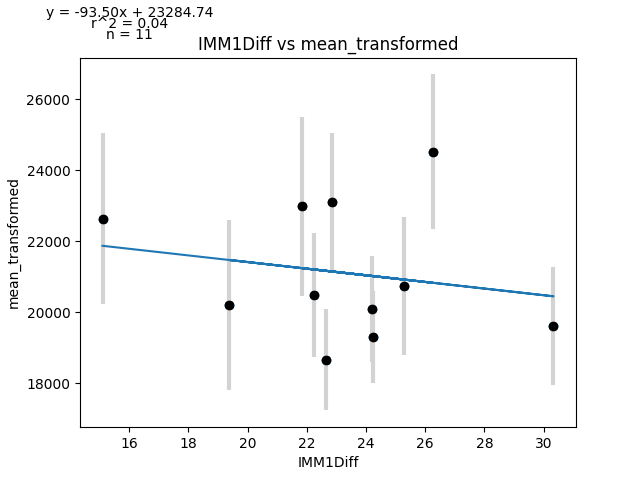 y = -93.50x + 23284.74
r^2 = 0.04
n = 11
IMM1Diff vs mean_transformed
26000
24000
22000
20000
18000
mean_transformed
16
18
20
22
24
26
28
30
IMM1Diff